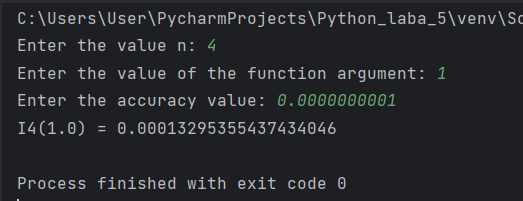 C:\Users\User\PycharmProjects\Python_laba_5\venv\Sc
Enter the value n: 4
Enter the value of the function argument: 1
Enter the accuracy value: 0.0000000001
I4(1.0) = 0.00013295355437434046
Process finished with exit code 0